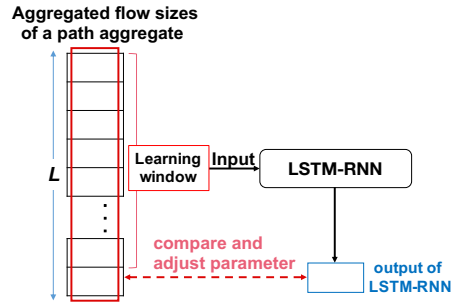 Aggregated flow sizes
of a path aggregate
L
Learning
window
Input
LSTM-RNN
compare and
adjust parameter
output of
LSTM-RNN